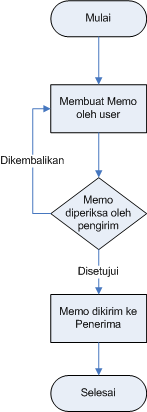 Mulai
Membuat Memo
oleh user
Dikembalikan
Memo
diperiksa oleh
pengirim
Disetujui
Memo dikirim ke
Penerima
Selesai